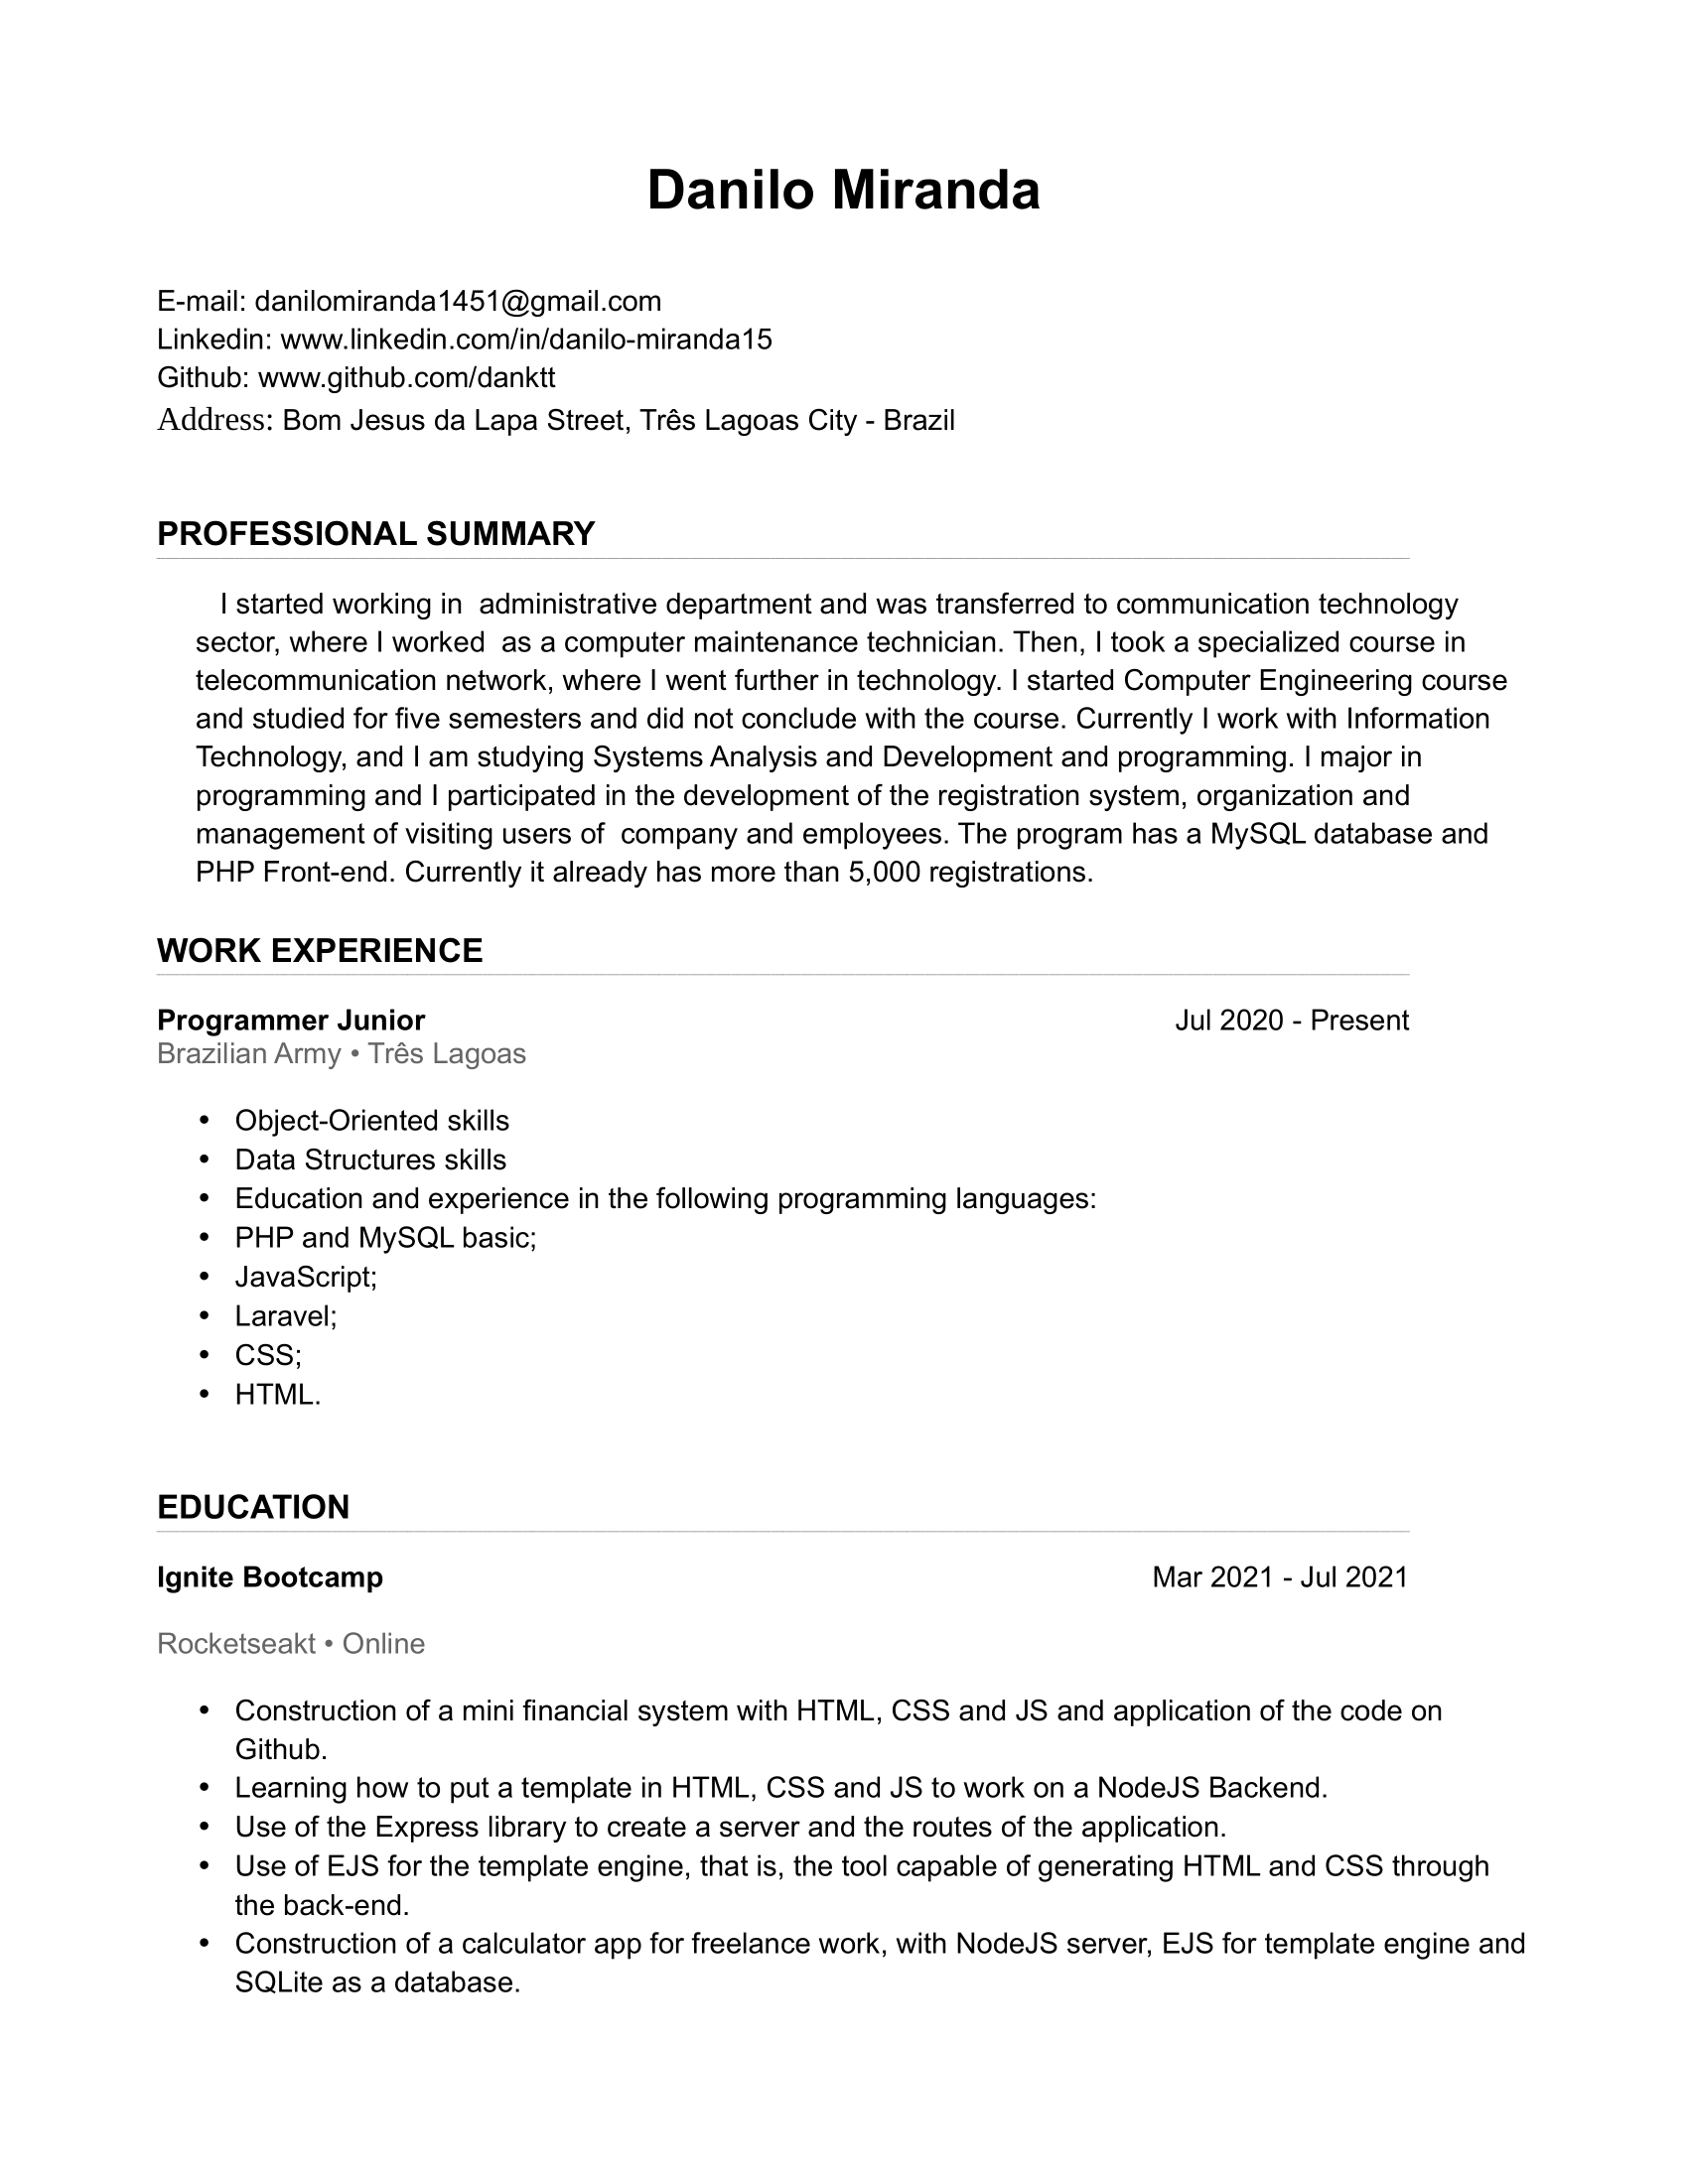 Danilo Miranda
E-mail: danilomiranda1451@gmail.com
Linkedin: www.linkedin.com/in/danilo-miranda15
Github: www.github.com/danktt
Address: Bom Jesus da Lapa Street, Três Lagoas City - Brazil
PROFESSIONAL SUMMARY
I started working in  administrative department and was transferred to communication technology
sector, where I worked  as a computer maintenance technician. Then, I took a specialized course in
telecommunication network, where I went further in technology. I started Computer Engineering course
and studied for five semesters and did not conclude with the course. Currently I work with Information
Technology, and I am studying Systems Analysis and Development and programming. I major in
programming and I participated in the development of the registration system, organization and
management of visiting users of  company and employees. The program has a MySQL database and
PHP Front-end. Currently it already has more than 5,000 registrations.
WORK EXPERIENCE
Programmer Junior Jul 2020 - Present
Brazilian Army • Três Lagoas
• Object-Oriented skills
• Data Structures skills
• Education and experience in the following programming languages:
• PHP and MySQL basic;
• JavaScript;
• Laravel;
• CSS;
• HTML.
EDUCATION
Ignite Bootcamp Mar 2021 - Jul 2021
Rocketseakt • Online
• Construction of a mini financial system with HTML, CSS and JS and application of the code on
Github.
• Learning how to put a template in HTML, CSS and JS to work on a NodeJS Backend.
• Use of the Express library to create a server and the routes of the application.
• Use of EJS for the template engine, that is, the tool capable of generating HTML and CSS through
the back-end.
• Construction of a calculator app for freelance work, with NodeJS server, EJS for template engine and
SQLite as a database.